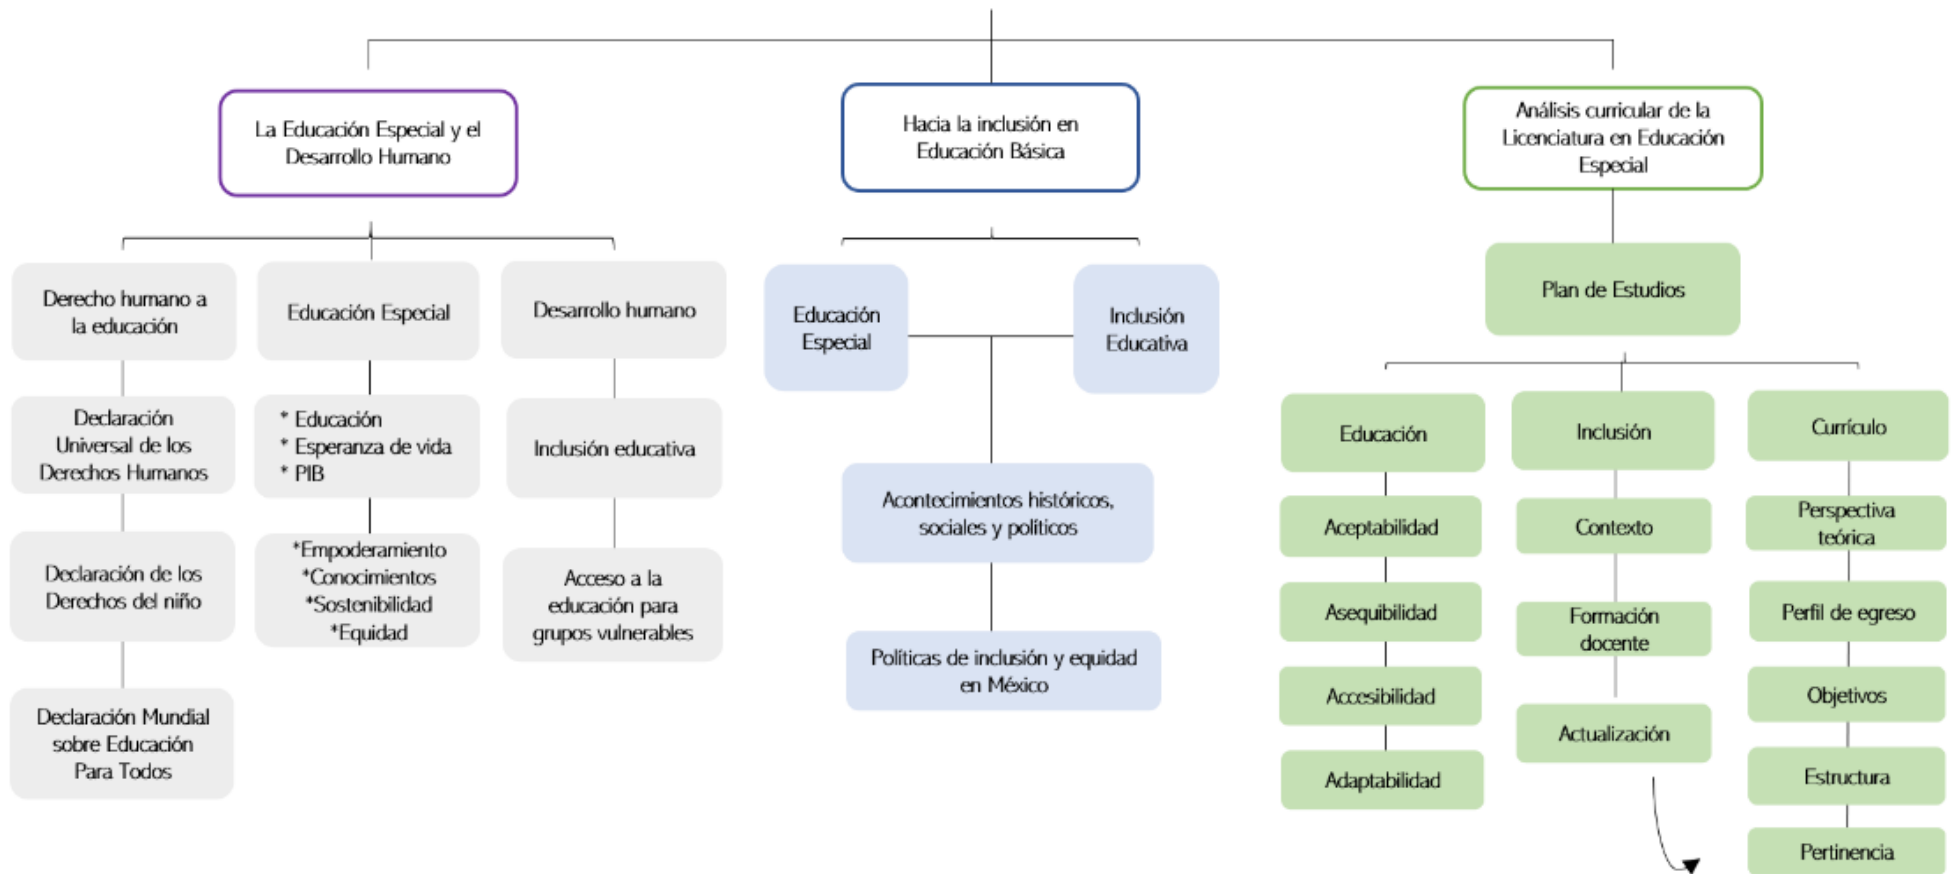 La Educación Especial y el
Desarrollo Humano
Hacia la inclusión en
Educación Básica
Análisis curricular de la
Licenciatura en Educación
Especial
Derecho humano a
la educación
Declaración
Universal de los
Derechos Humanos
Declaración de los
Derechos del niño
Declaración Mundial
sobre Educación
Para Todos
Educación Especial
* Educación
* Esperanza de vida
* PIB
*Empoderamiento
*Conocimientos
*Sostenibilidad
*Equidad
Desarrollo humano
Inclusión educativa
Acceso a la
educación para
grupos vulnerables
Educación
Especial
Inclusión
Educativa
Acontecimientos históricos,
sociales y políticos
Políticas de inclusión y equidad
en México
Plan de Estudios
Educación
Aceptabilidad
Asequibilidad
Accesibilidad
Adaptabilidad
Inclusión
Contexto
Formación
docente
Actualización
Currículo
Perspectiva
teórica
Perfil de egreso
Objetivos
Estructura
Pertinencia